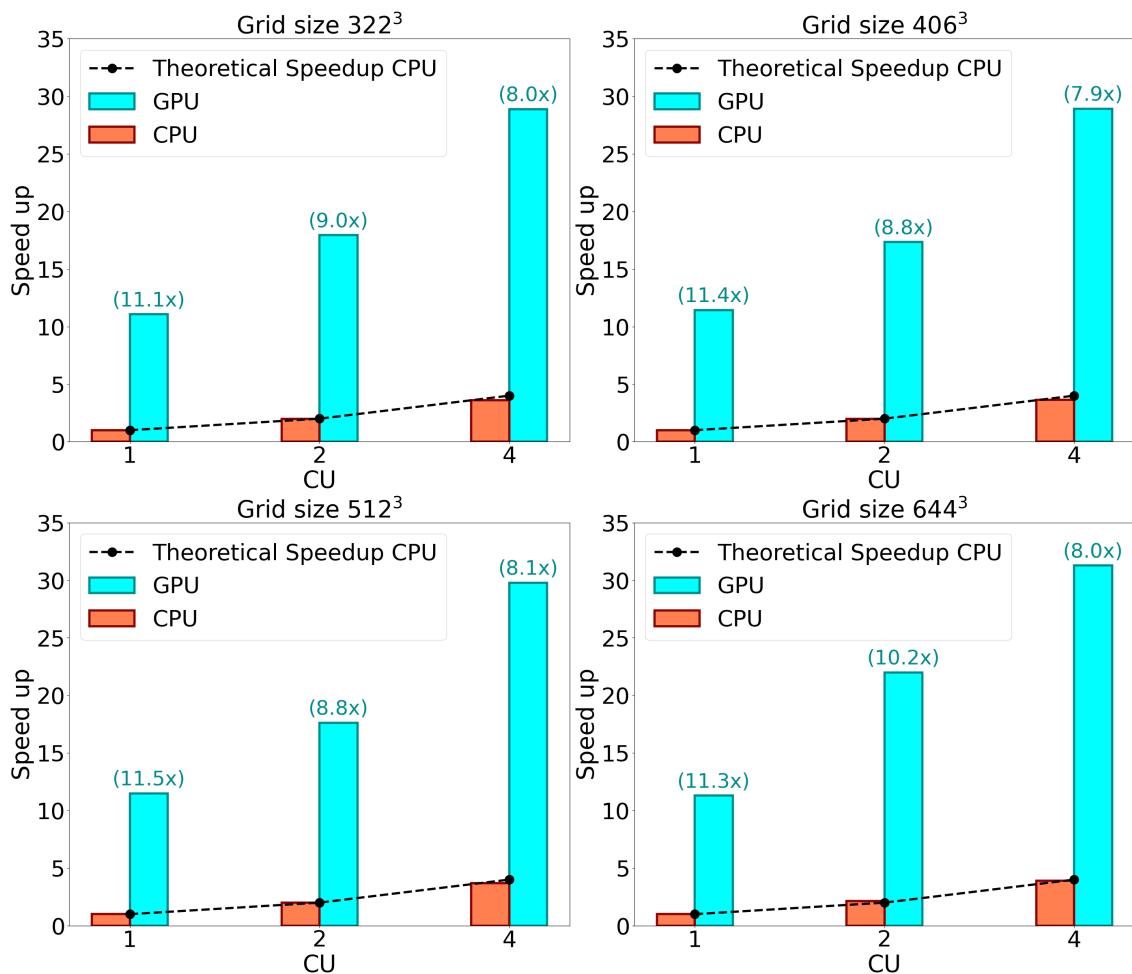 Grid size 322³
35
30
25
20
15
10
5
0
Speed up
Theoretical Speedup CPU
GPU
CPU
(11.1x)
(9.0x)
(8.0x)
1 2 4
CU
Grid size 406³
35
30
25
20
15
10
5
0
Speed up
Theoretical Speedup CPU
GPU
CPU
(11.4x)
(8.8x)
(7.9x)
1 2 4
CU
Grid size 512³
35
30
25
20
15
10
5
0
Speed up
Theoretical Speedup CPU
GPU
CPU
(11.5x)
(8.8x)
(8.1x)
1 2 4
CU
Grid size 644³
35
30
25
20
15
10
5
0
Speed up
Theoretical Speedup CPU
GPU
CPU
(11.3x)
(10.2x)
(8.0x)
1 2 4
CU